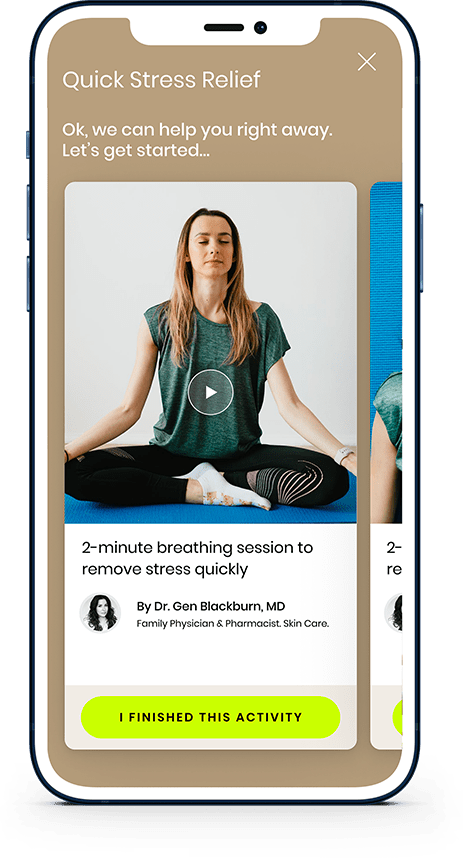 Quick Stress Relief
Ok, we can help you right away.
Let's get started...
2-minute breathing session to
remove stress quickly
By Dr. Gen Blackburn, MD
Family Physician & Pharmacist. Skin Care.
I FINISHED THIS ACTIVITY
2-
re